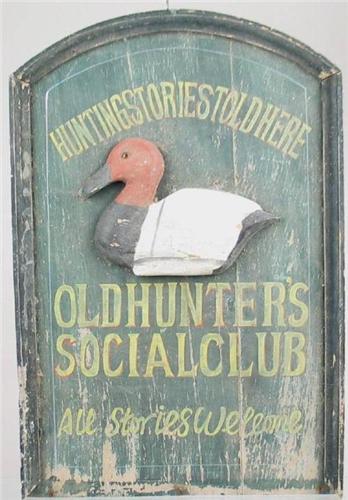 HUNTINGSTORIESTOLDHERE
OLDHUNTER'S
SOCIALCLUB
All Stories Welcome